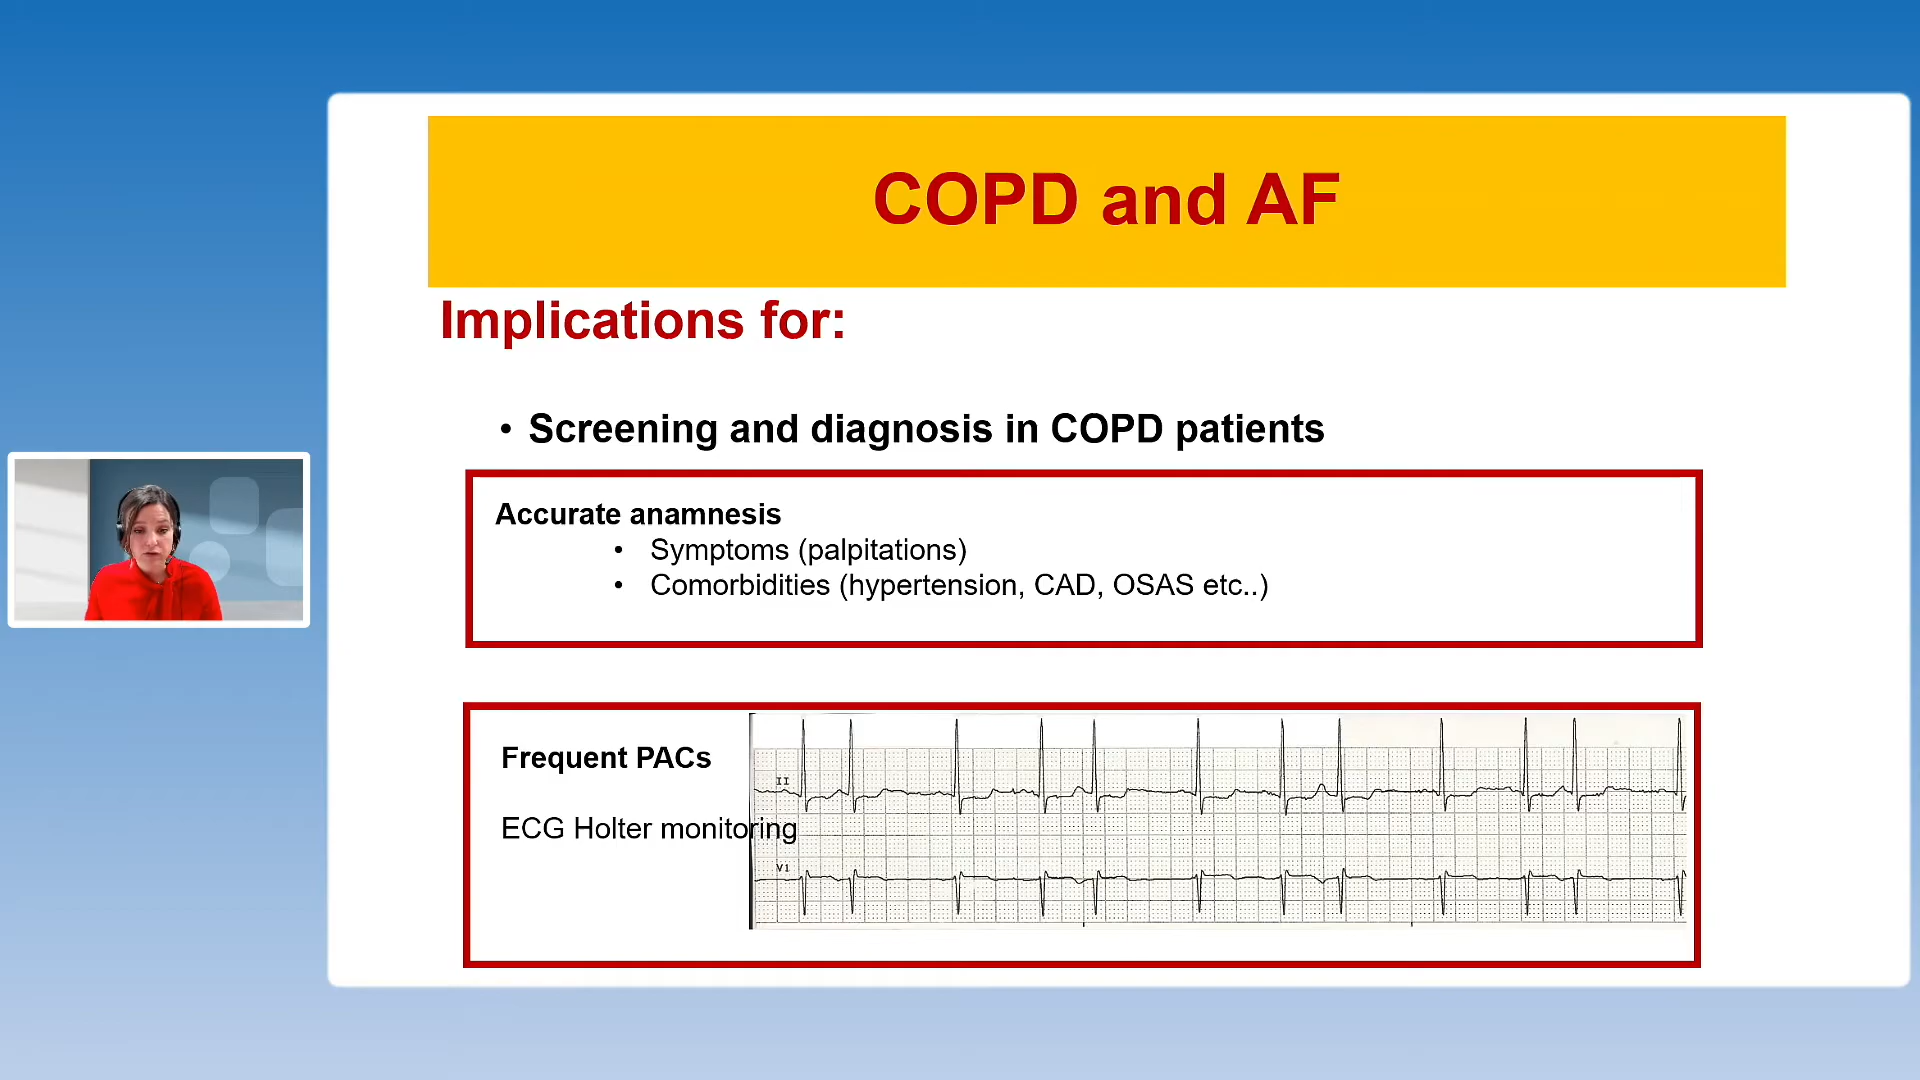 COPD and AF
Implications for:
• Screening and diagnosis in COPD patients
Accurate anamnesis
• Symptoms (palpitations)
• Comorbidities (hypertension, CAD, OSAS etc..)
Frequent PACs
II
ECG Holter monitoring
V1